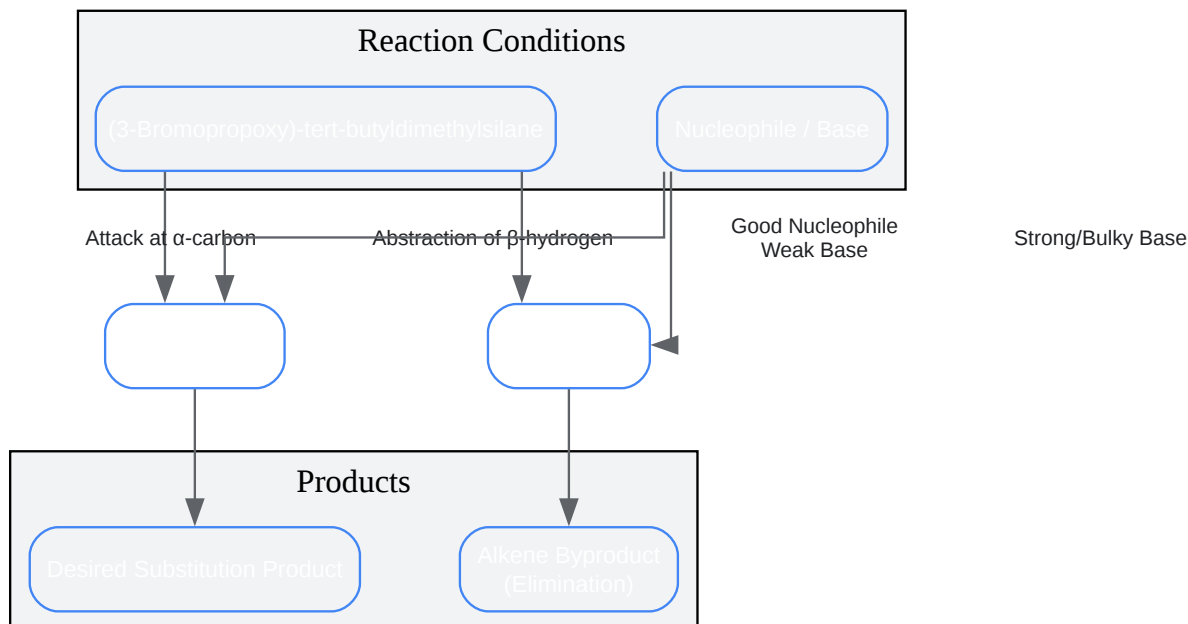 Reaction Conditions
(3-Bromopropoxy)-tert-butyldimethylsilane
Nucleophile / Base
Attack at α-carbon
Abstraction of β-hydrogen
Good Nucleophile
Weak Base
Strong/Bulky Base
Products
Desired Substitution Product
Alkene Byproduct
(Elimination)